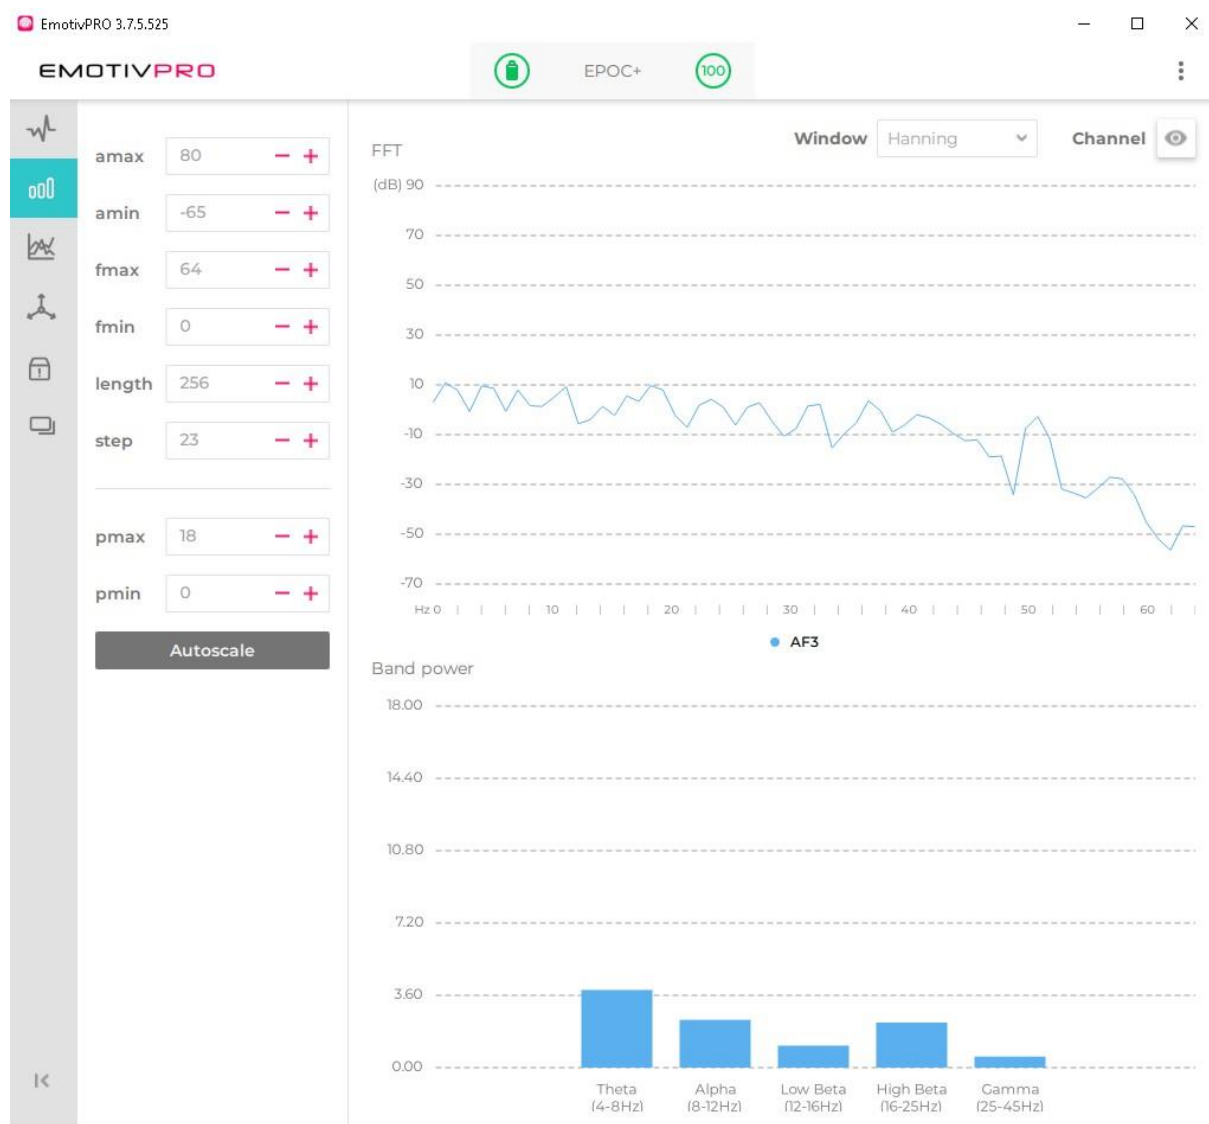 EmotivPRO 3.7.5.525
EMOTIVPRO
EPOC+
100
amax 80
amin -65
fmax 64
fmin 0
length 256
step 23
pmax 18
pmin 0
Autoscale
FFT
Window Hanning
Channel
(dB) 90
70
50
30
10
-10
-30
-50
-70
Hz 0 10 20 30 40 50 60
AF3
Band power
18.00
14.40
10.80
7.20
3.60
0.00
Theta Alpha Low Beta High Beta Gamma
(4-8Hz) (8-12Hz) (12-16Hz) (16-25Hz) (25-45Hz)